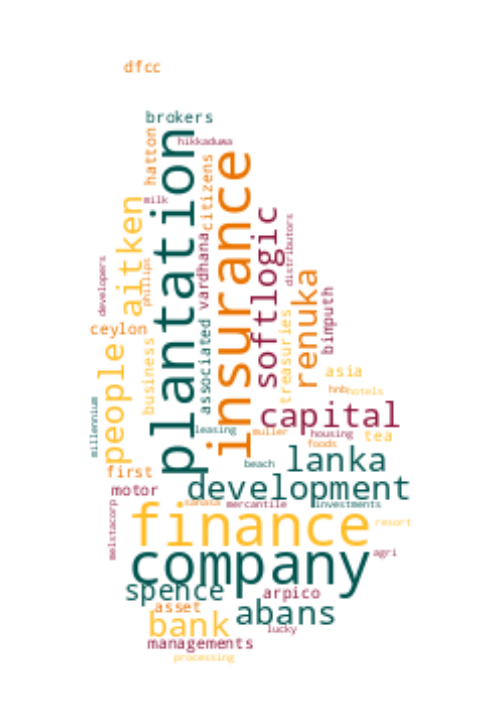 dfcc
brokers
plantation
hikkaduwa
hatton
insurance
citizens
milk
aitken
softlogic
distributors
vardhana
developers
phillips
renuka
bimputh
ceylon
associated
treasuries
business
people
asia
hnb
hotels
millennium
capital
leasing
muller
housing
tea
foods
lanka
beach
first
motor
development
sanasa
mercantile
investments
melstacorp
finance
resort
company
agri
spence
arpico
asset
abans
bank
lucky
managements
processing